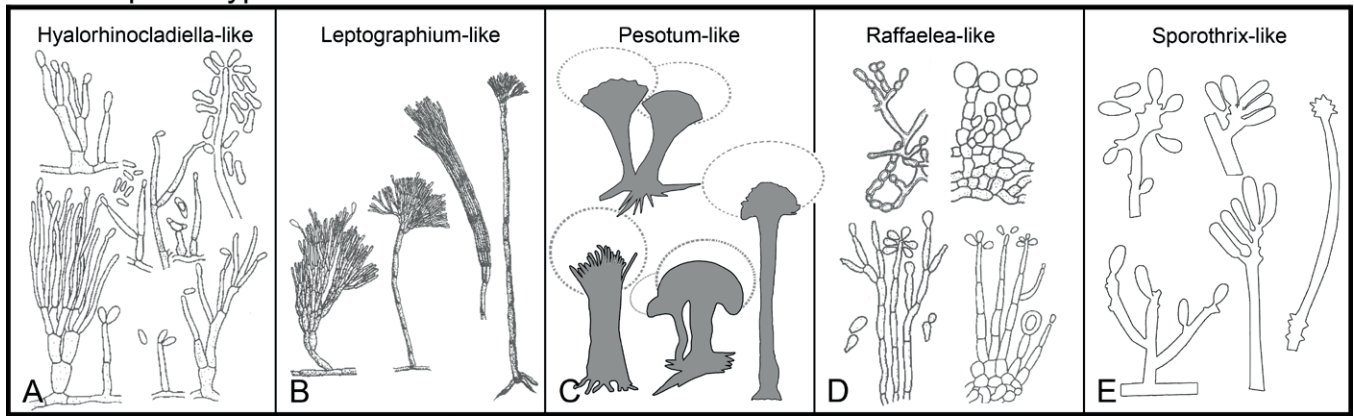 Hyalorhinocladiella-like
Leptographium-like
Pesotum-like
Raffaelea-like
Sporothrix-like
A
B
C
D
E